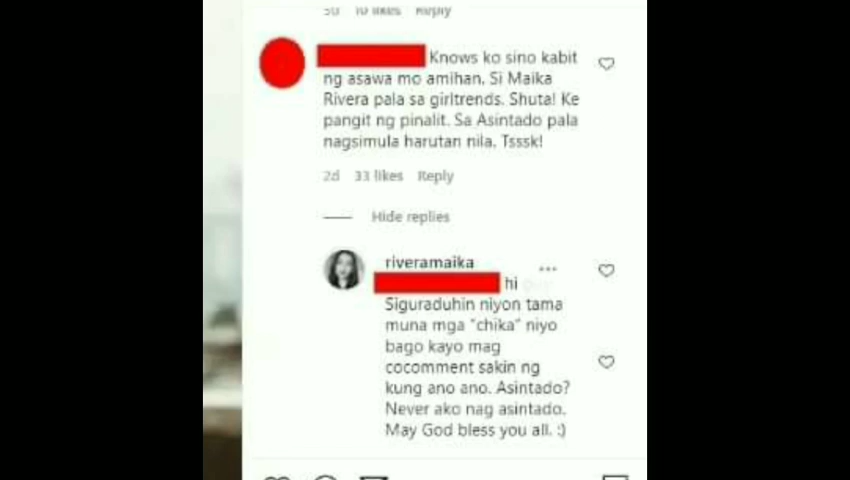 3d 10 likes Reply
Knows ko sino kabit
ng asawa mo amihan. Si Maika
Rivera pala sa girltrends. Shuta! Ke
pangit ng pinalit. Sa Asintado pala
nagsimula harutan nila. Tsssk!
2d 33 likes Reply
Hide replies
riveramaika
hi
Siguraduhin niyon tama
muna mga “chika” niyo
bago kayo mag
cocomment sakin ng
kung ano ano. Asintado?
Never ako nag asintado.
May God bless you all. :)